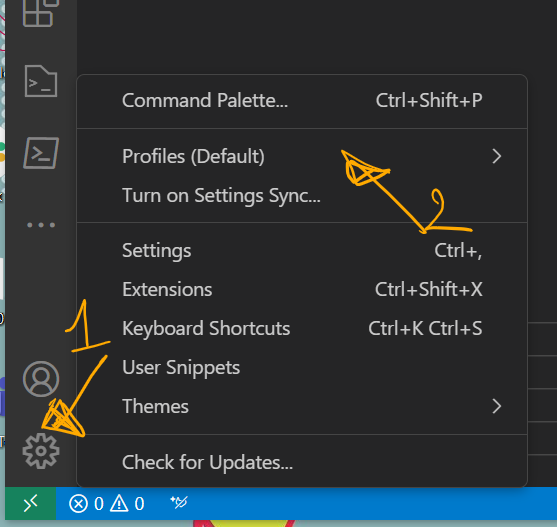 Command Palette... Ctrl+Shift+P
Profiles (Default)
2
Turn on Settings Sync...
Settings Ctrl+,
Extensions Ctrl+Shift+X
1
Keyboard Shortcuts Ctrl+K Ctrl+S
User Snippets
Themes
Check for Updates...
0 0